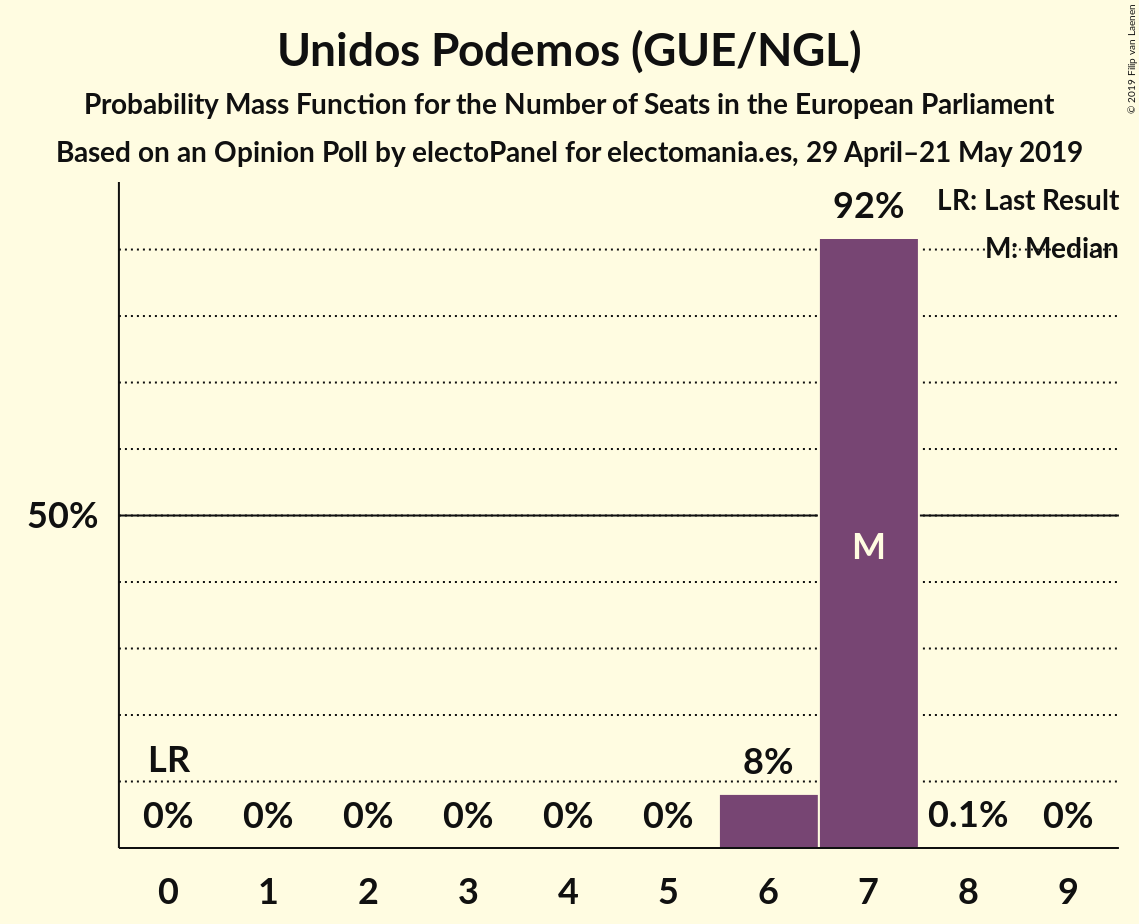 Unidos Podemos (GUE/NGL)
Probability Mass Function for the Number of Seats in the European Parliament
Based on an Opinion Poll by electoPanel for electomania.es, 29 April–21 May 2019
© 2019 Filip van Laenen
LR: Last Result
M: Median
92%
50%
M
LR
8%
0% 0% 0% 0% 0% 0% 0.1% 0%
0 1 2 3 4 5 6 7 8 9